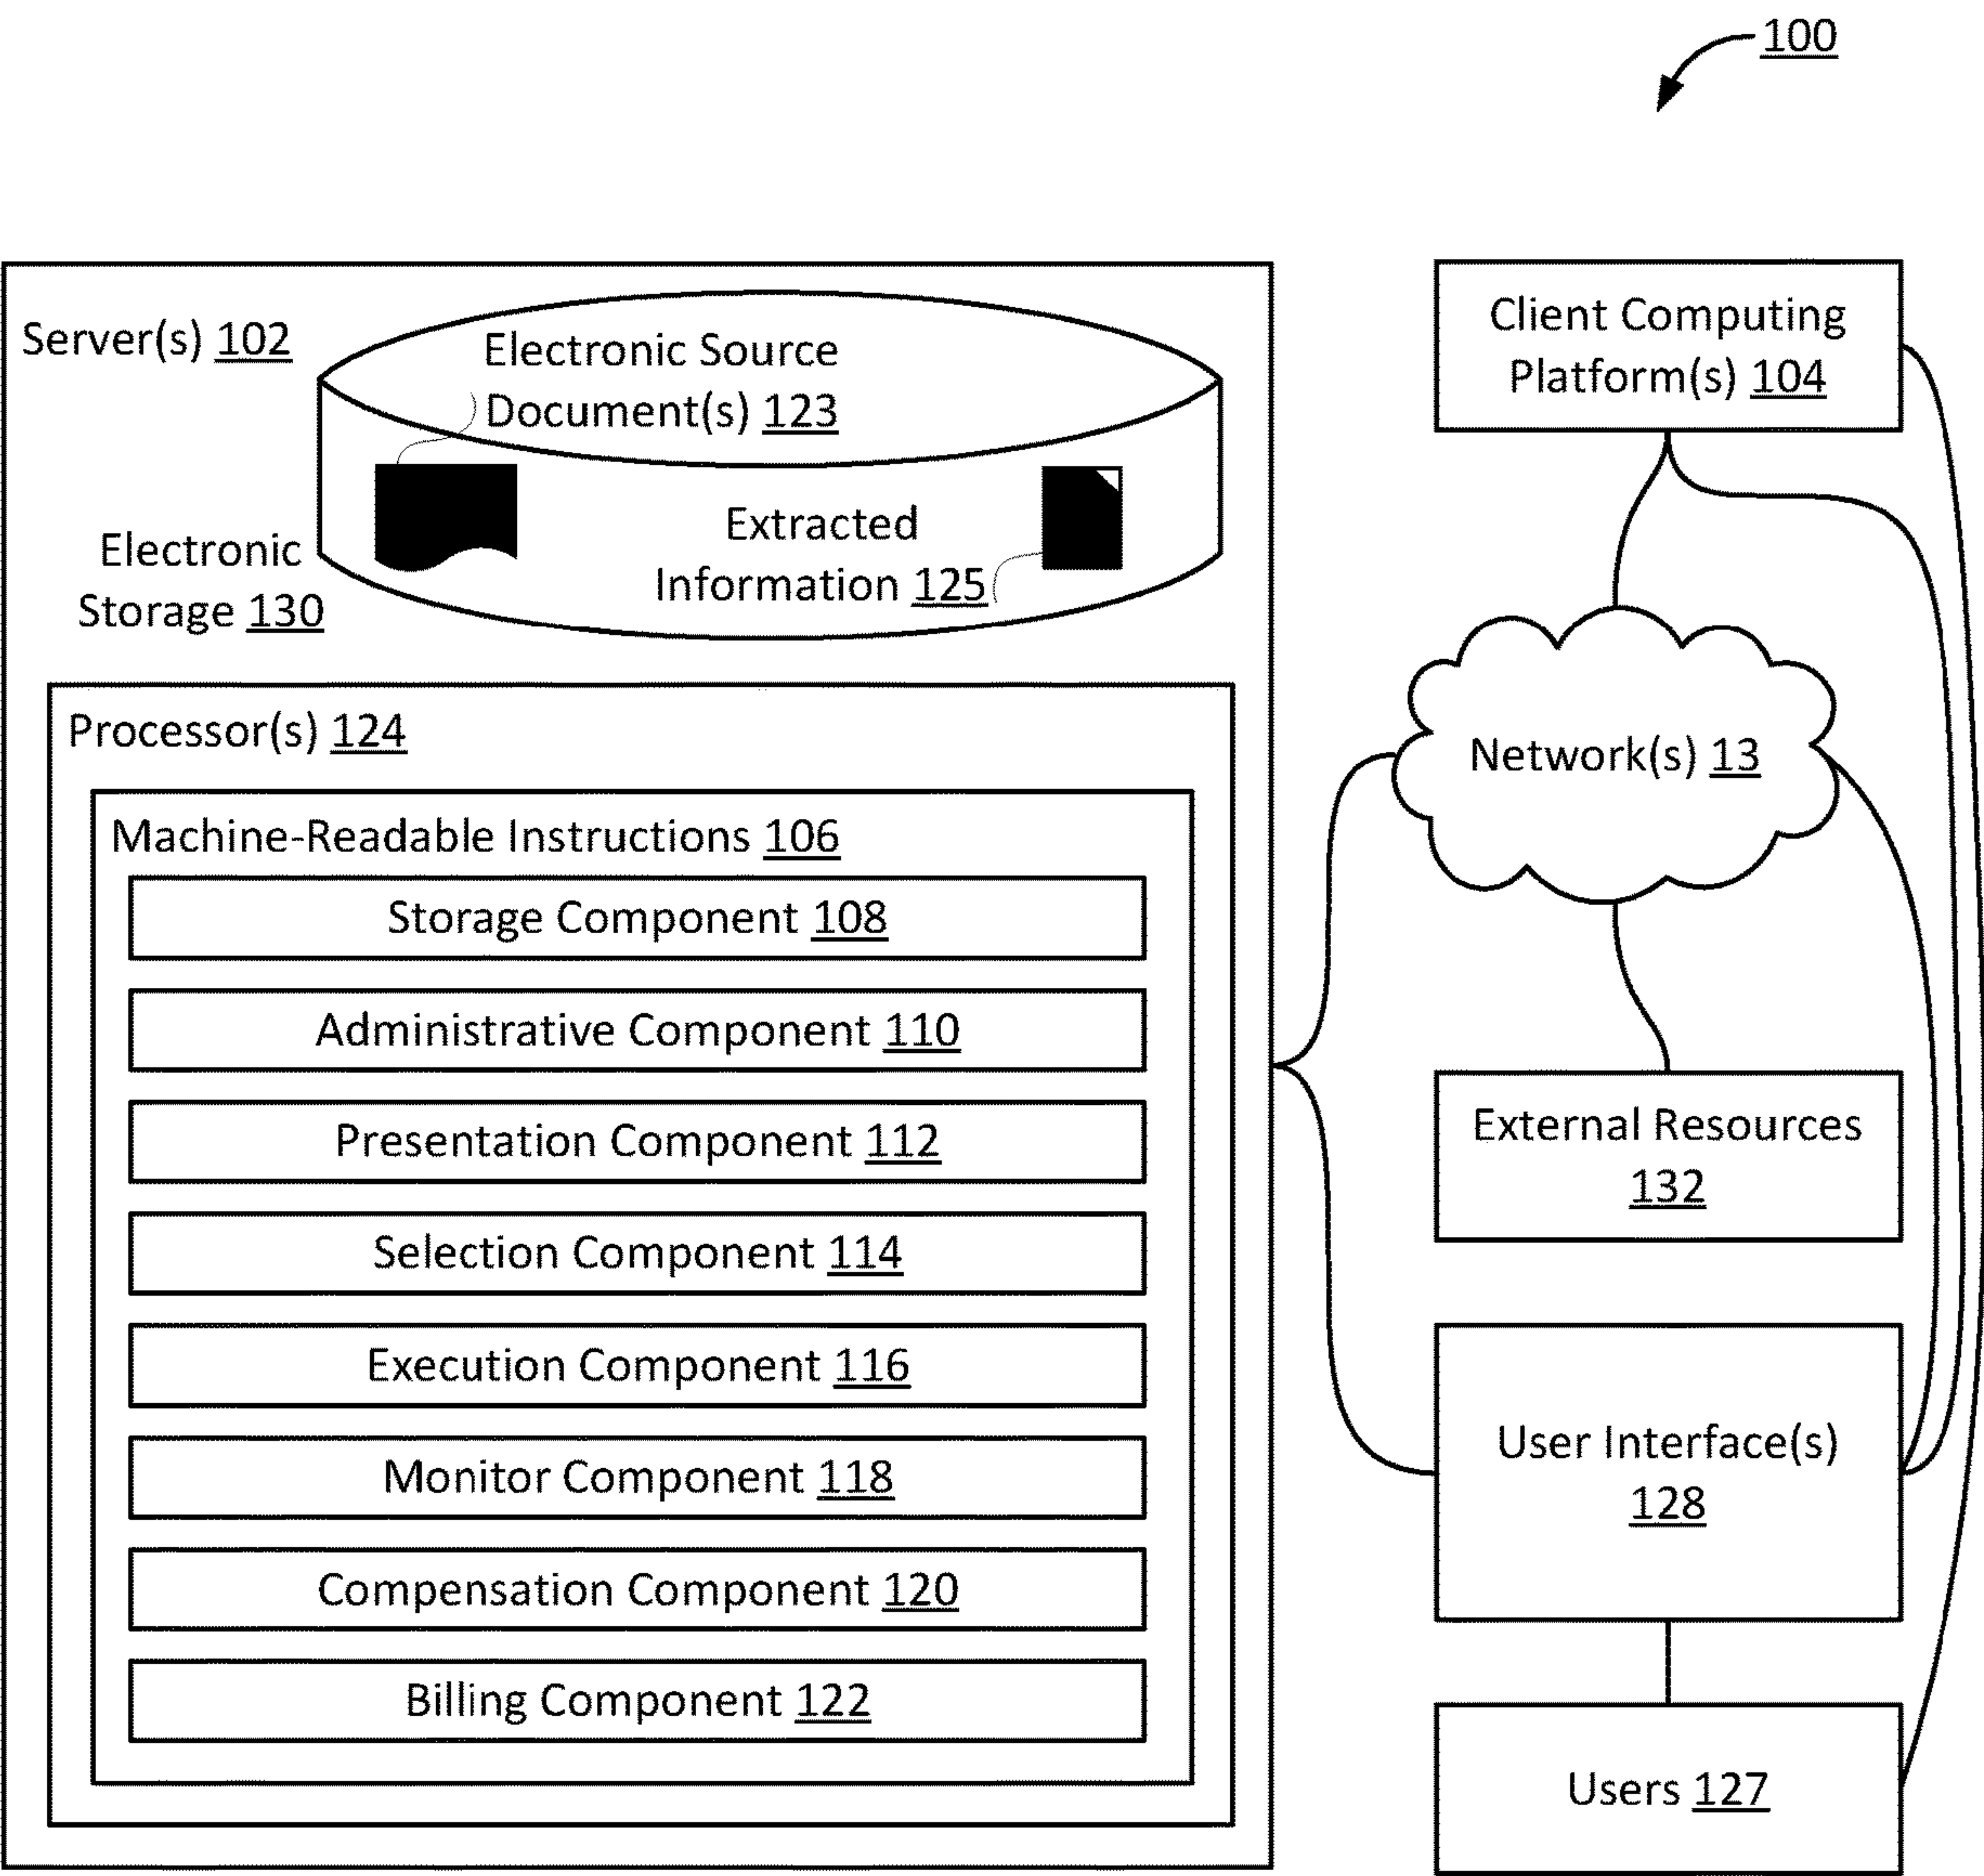 100
Server(s) 102
Electronic Source
Document(s) 123
Extracted
Information 125
Electronic
Storage 130
Processor(s) 124
Machine-Readable Instructions 106
Storage Component 108
Administrative Component 110
Presentation Component 112
Selection Component 114
Execution Component 116
Monitor Component 118
Compensation Component 120
Billing Component 122
Client Computing
Platform(s) 104
Network(s) 13
External Resources
132
User Interface(s)
128
Users 127